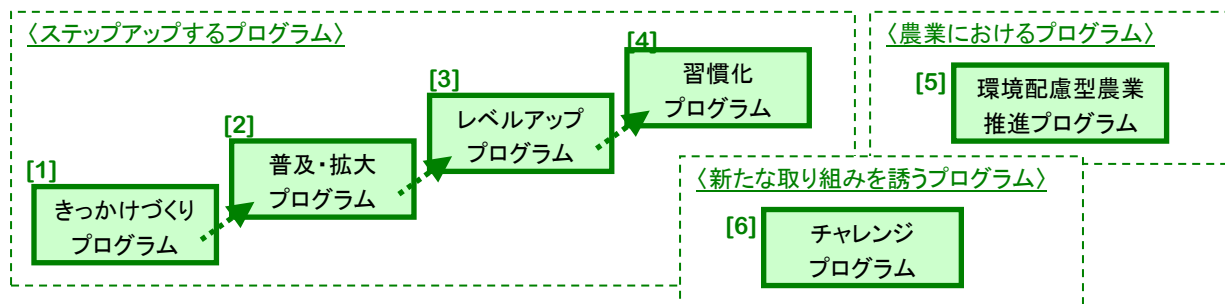 〈ステップアップするプログラム〉
[1]
きっかけづくり
プログラム
[2]
普及・拡大
プログラム
[3]
レベルアップ
プログラム
[4]
習慣化
プログラム
〈農業におけるプログラム〉
[5]
環境配慮型農業
推進プログラム
〈新たな取り組みを誘うプログラム〉
[6]
チャレンジ
プログラム